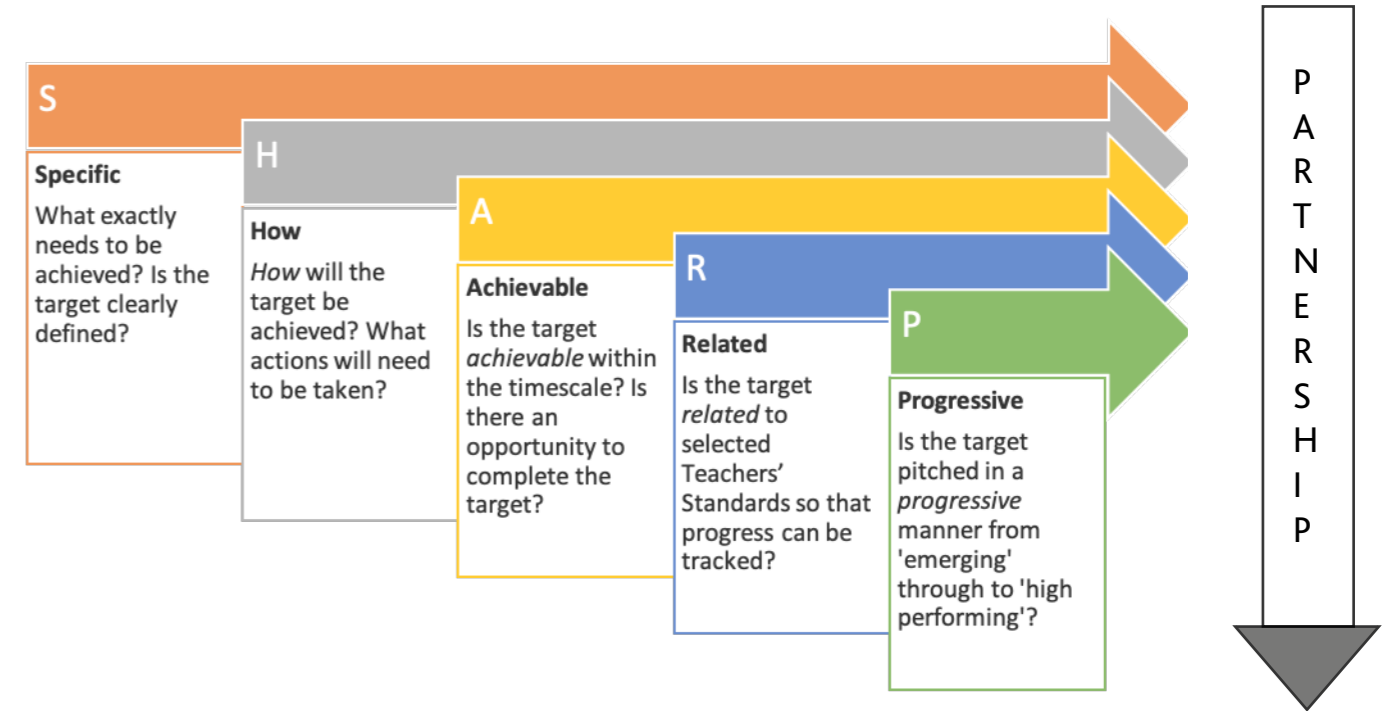 S
Specific
What exactly
needs to be
achieved? Is the
target clearly
defined?
H
How
How will the
target be
achieved? What
actions will need
to be taken?
A
Achievable
Is the target
achievable within
the timescale? Is
there an
opportunity to
complete the
target?
R
Related
Is the target
related to
selected
Teachers’
Standards so that
progress can be
tracked?
P
Progressive
Is the target
pitched in a
progressive
manner from
'emerging'
through to 'high
performing'?
P
A
R
T
N
E
R
S
H
I
P